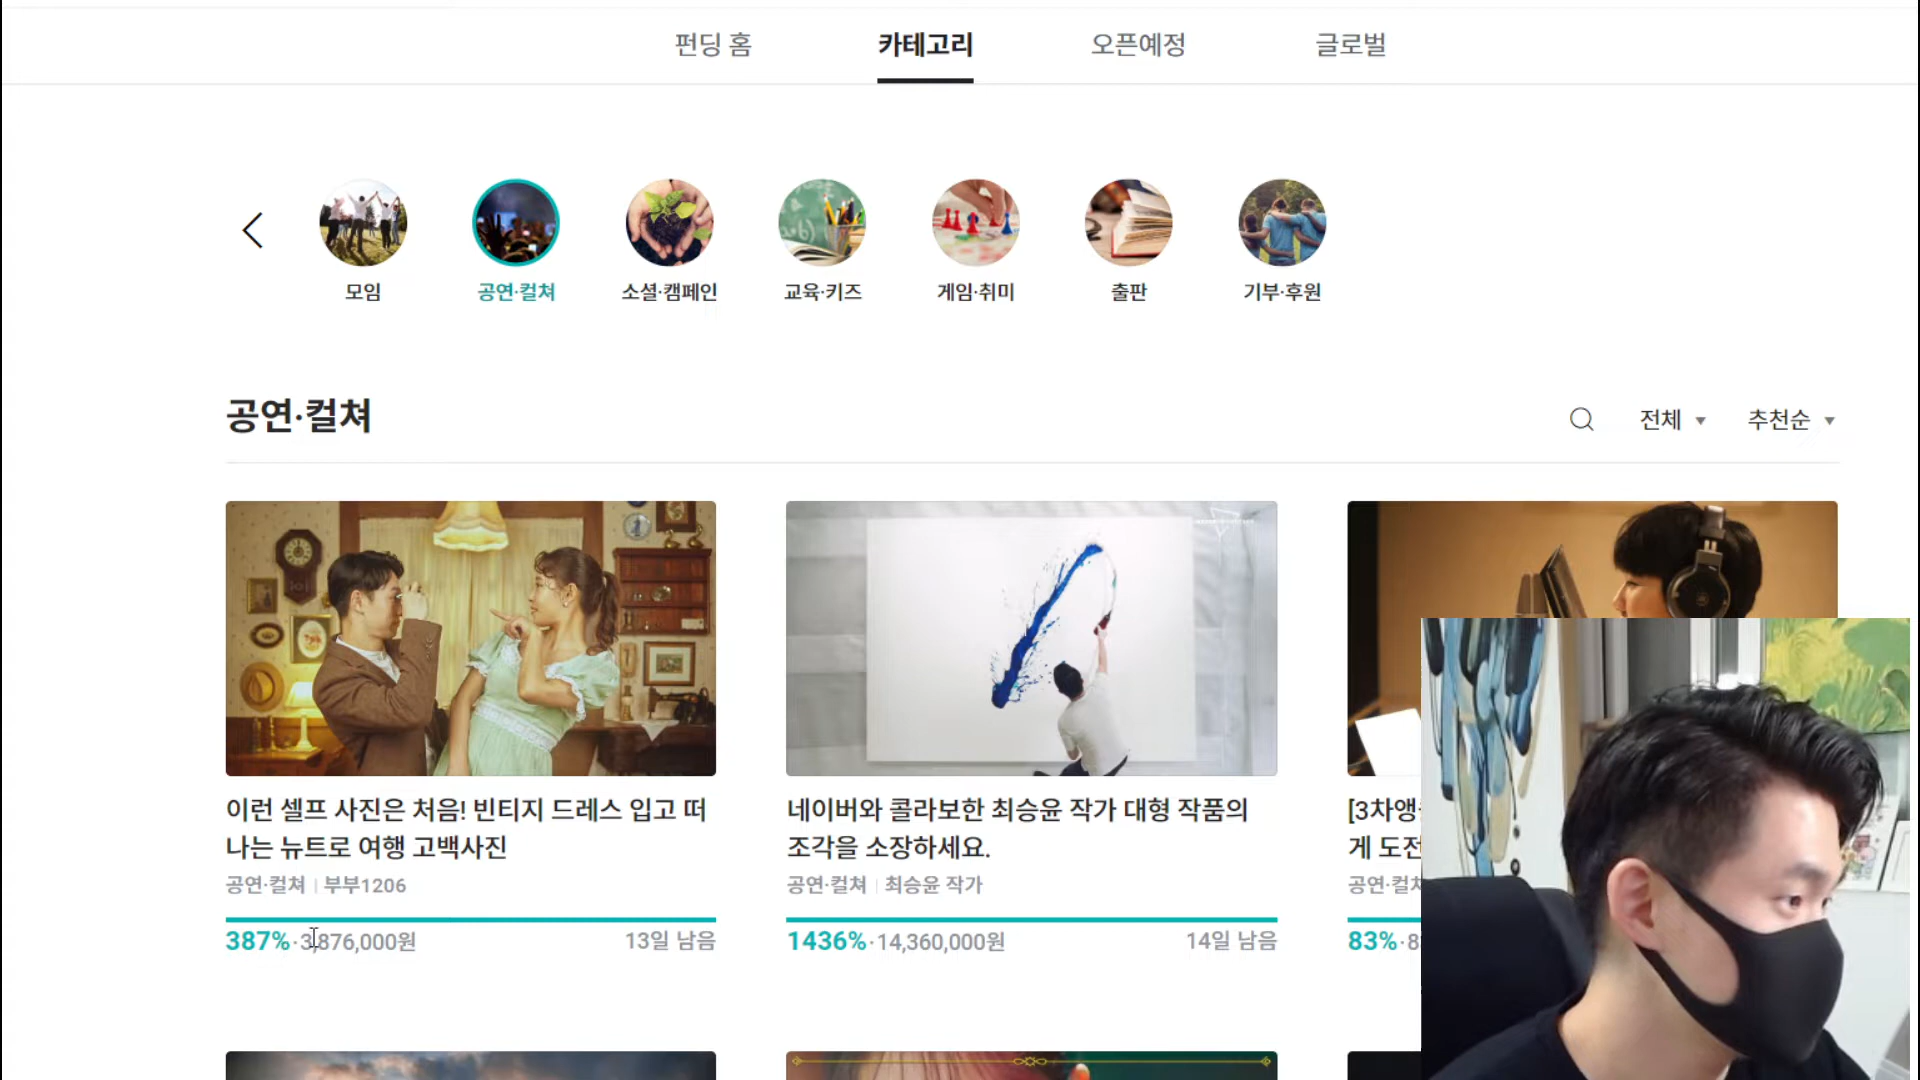 펀딩 홈
카테고리
오픈예정
글로벌
모임
공연·컬쳐
소셜·캠페인
교육·키즈
게임·취미
출판
기부·후원
공연·컬쳐
전체
추천순
이런 셀프 사진은 처음! 빈티지 드레스 입고 떠
나는 뉴트로 여행 고백사진
공연·컬쳐 | 부부1206
387%·3,876,000원
13일 남음
네이버와 콜라보한 최승윤 작가 대형 작품의
조각을 소장하세요.
공연·컬쳐 | 최승윤 작가
1436%·14,360,000원
14일 남음
[3차앵
게 도전
공연·컬쳐
83%·8